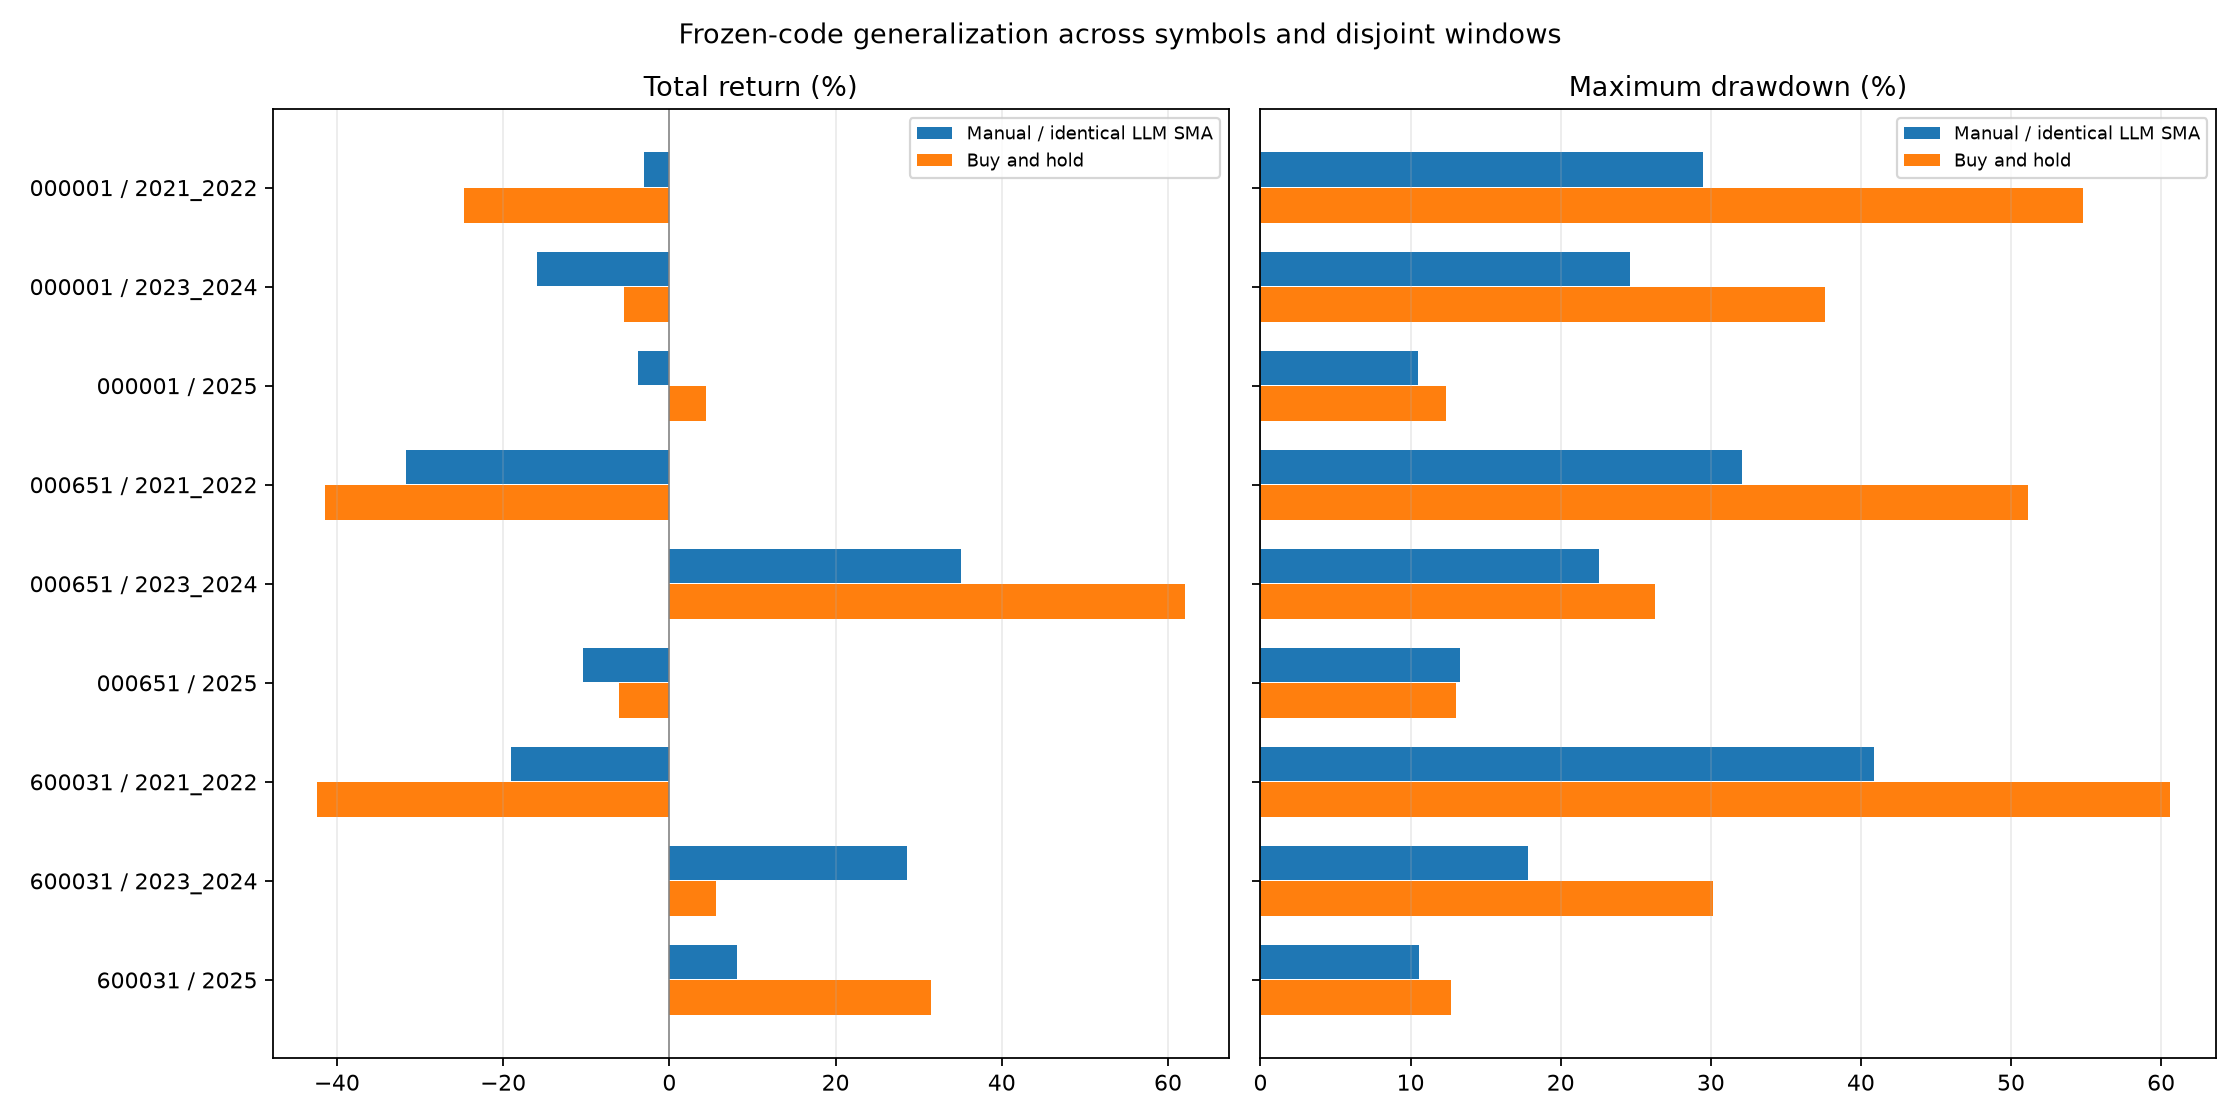 Frozen-code generalization across symbols and disjoint windows
Total return (%)
Manual / identical LLM SMA
Buy and hold
000001 / 2021_2022
000001 / 2023_2024
000001 / 2025
000651 / 2021_2022
000651 / 2023_2024
000651 / 2025
600031 / 2021_2022
600031 / 2023_2024
600031 / 2025
−40 −20 0 20 40 60
Maximum drawdown (%)
Manual / identical LLM SMA
Buy and hold
0 10 20 30 40 50 60